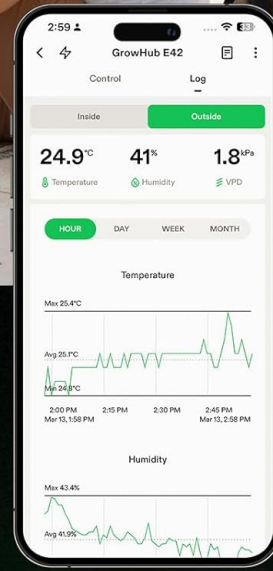 2:59
33
GrowHub E42
Control Log
Inside Outside
24.9°C 41% 1.8kPa
Temperature Humidity VPD
HOUR DAY WEEK MONTH
Temperature
Max 25.4°C
Avg 25.1°C
Min 24.8°C
2:00 PM 2:15 PM 2:30 PM 2:45 PM
Mar 13, 1:58 PM Mar 13, 2:58 PM
Humidity
Max 43.4%
Avg 41.9%